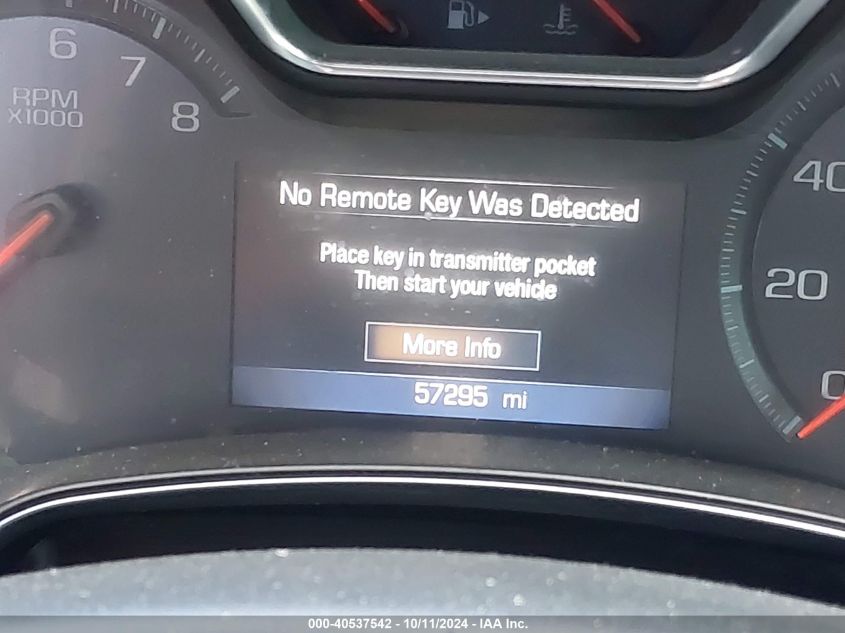 6
7
8
RPM
X1000
No Remote Key Was Detected
Place key in transmitter pocket
Then start your vehicle
More Info
57295 mi
40
20
0
000-40537542 - 10/11/2024 - IAA Inc.